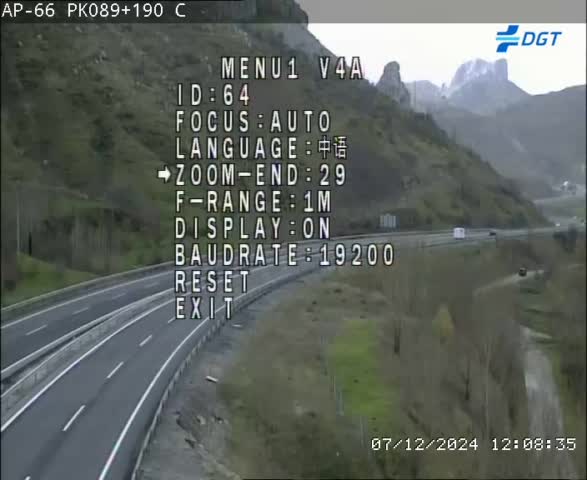 AP-66 PK089+190 C
DGT
MENU1 V4A
ID:64
FOCUS:AUTO
LANGUAGE:中语
ZOOM-END:29
F-RANGE:1M
DISPLAY:ON
BAUDRATE:19200
RESET
EXIT
07/12/2024 12:08:35